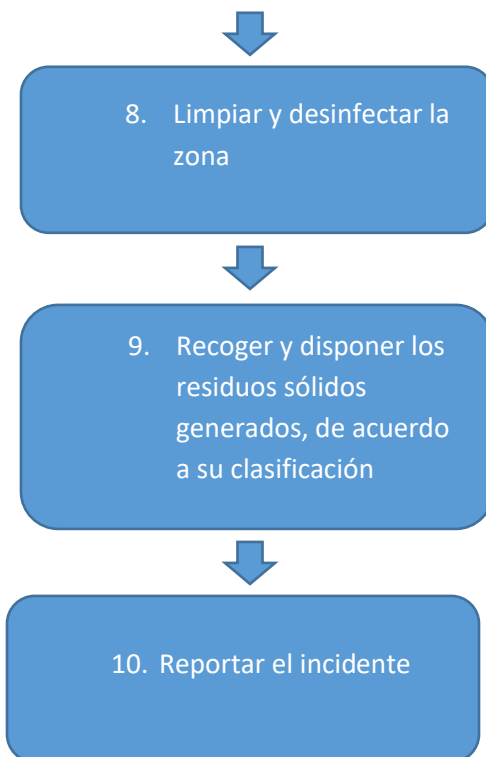 8. Limpiar y desinfectar la
zona
9. Recoger y disponer los
residuos sólidos
generados, de acuerdo
a su clasificación
10. Reportar el incidente